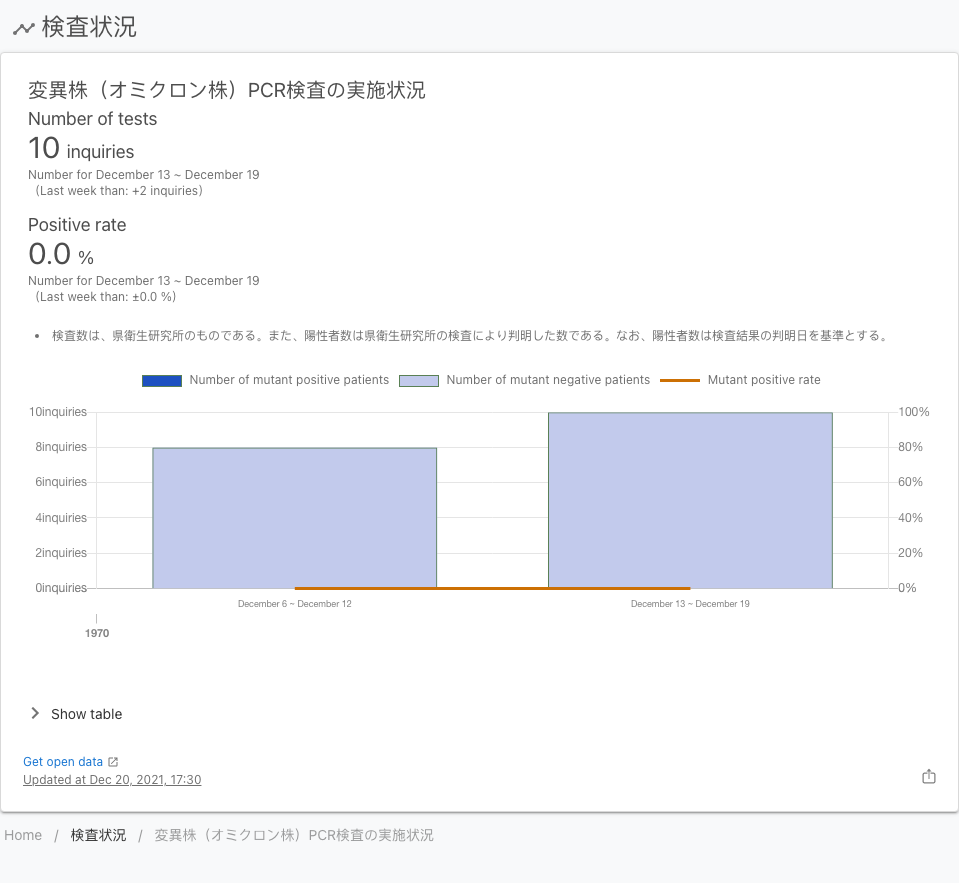 検査状況
変異株（オミクロン株）PCR検査の実施状況
Number of tests
10 inquiries
Number for December 13 ~ December 19
（Last week than: +2 inquiries)
Positive rate
0.0 %
Number for December 13 ~ December 19
（Last week than: ±0.0 %)
• 検査数は、県衛生研究所のものである。また、陽性者数は県衛生研究所の検査により判明した数である。なお、陽性者数は検査結果の判明日を基準とする。
Number of mutant positive patients Number of mutant negative patients Mutant positive rate
10inquiries 100%
8inquiries 80%
6inquiries 60%
4inquiries 40%
2inquiries 20%
0inquiries 0%
December 6 ~ December 12 December 13 ~ December 19
1970
Show table
Get open data
Updated at Dec 20, 2021, 17:30
Home / 検査状況 / 変異株（オミクロン株）PCR検査の実施状況